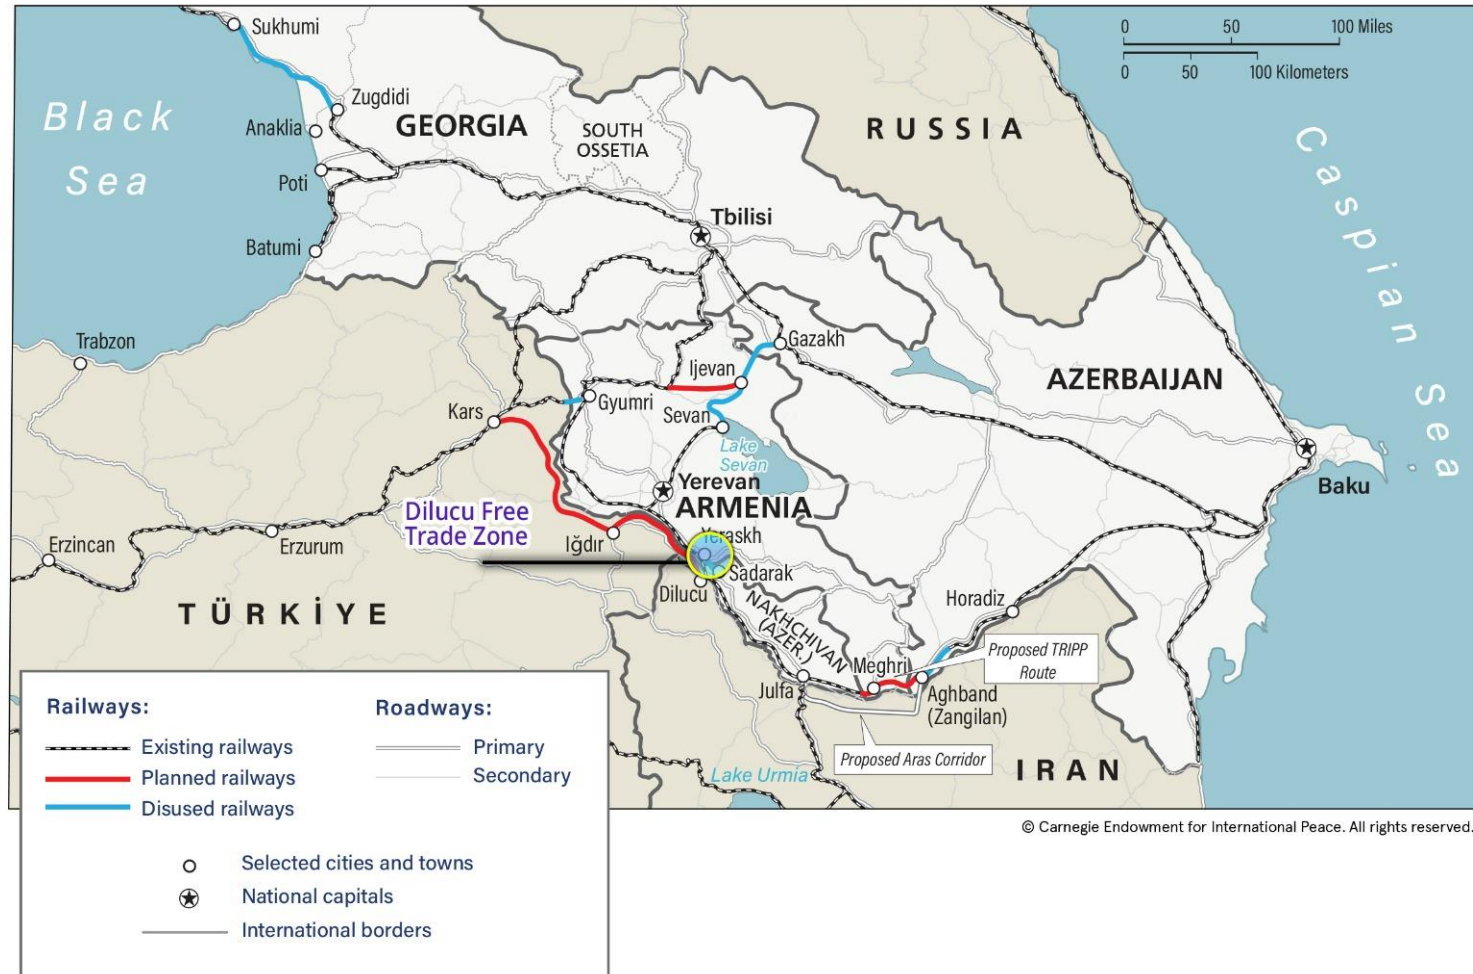 Sukhumi
0 50 100 Miles
0 50 100 Kilometers
Black
Sea
Zugdidi
Anaklia
GEORGIA
SOUTH
OSSETIA
RUSSIA
Caspian Sea
Poti
Tbilisi
Batumi
Trabzon
Gazakh
Ijevan
AZERBAIJAN
Kars
Gyumri
Sevan
Lake
Sevan
Yerevan
ARMENIA
Baku
Dilucu Free
Trade Zone
Iğdır
Yeraskh
Erzincan
Erzurum
Sadarak
Dilucu
TÜRKİYE
NAKHCHIVAN
(AZER.)
Horadiz
Meghri
Proposed TRIPP
Route
Julfa
Aghband
(Zangilan)
Proposed Aras Corridor
IRAN
Lake Urmia
Railways:
Existing railways
Planned railways
Disused railways
Roadways:
Primary
Secondary
Selected cities and towns
National capitals
International borders
© Carnegie Endowment for International Peace. All rights reserved.